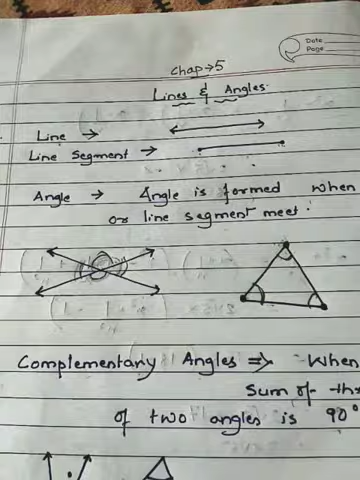 Date
Page
Chap → 5
Lines & Angles.
Line →
Line Segment →
Angle → Angle is formed when
or line segment meet.
Complementary Angles ⇒ When
Sum of the
of two angles is 90°